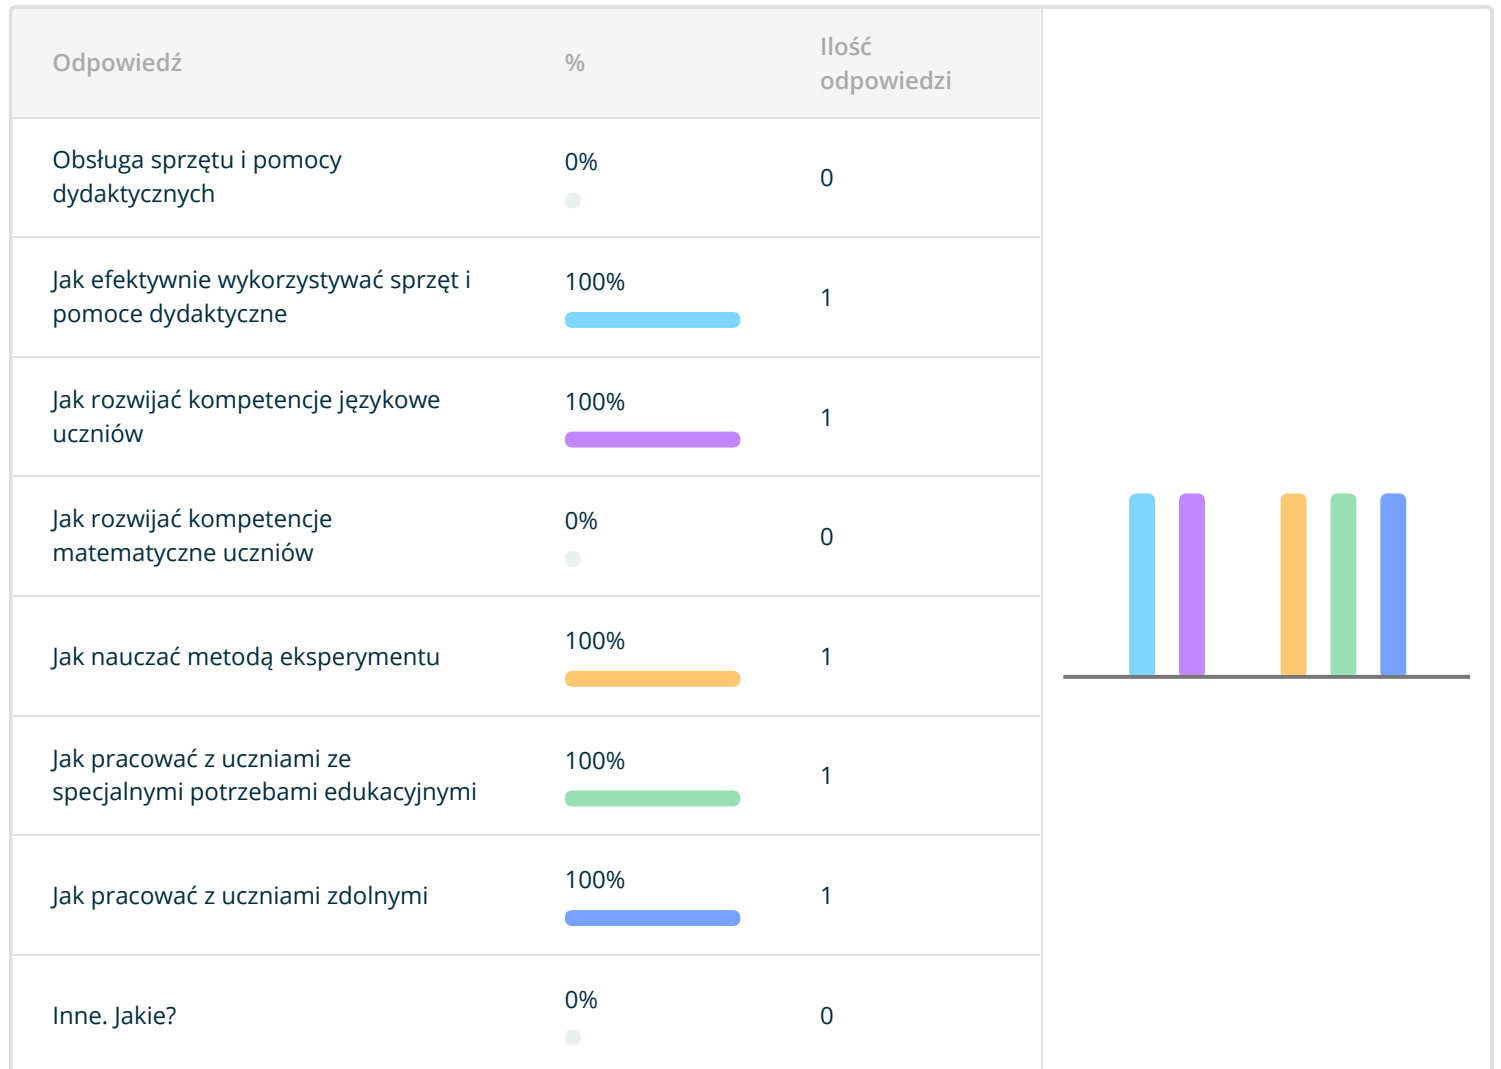 Odpowiedź % Ilość
odpowiedzi
Obsługa sprzętu i pomocy
dydaktycznych
0%
0
Jak efektywnie wykorzystywać sprzęt i
pomoce dydaktyczne
100%
1
Jak rozwijać kompetencje językowe
uczniów
100%
1
Jak rozwijać kompetencje
matematyczne uczniów
0%
0
Jak nauczać metodą eksperymentu
100%
1
Jak pracować z uczniami ze
specjalnymi potrzebami edukacyjnymi
100%
1
Jak pracować z uczniami zdolnymi
100%
1
Inne. Jakie?
0%
0